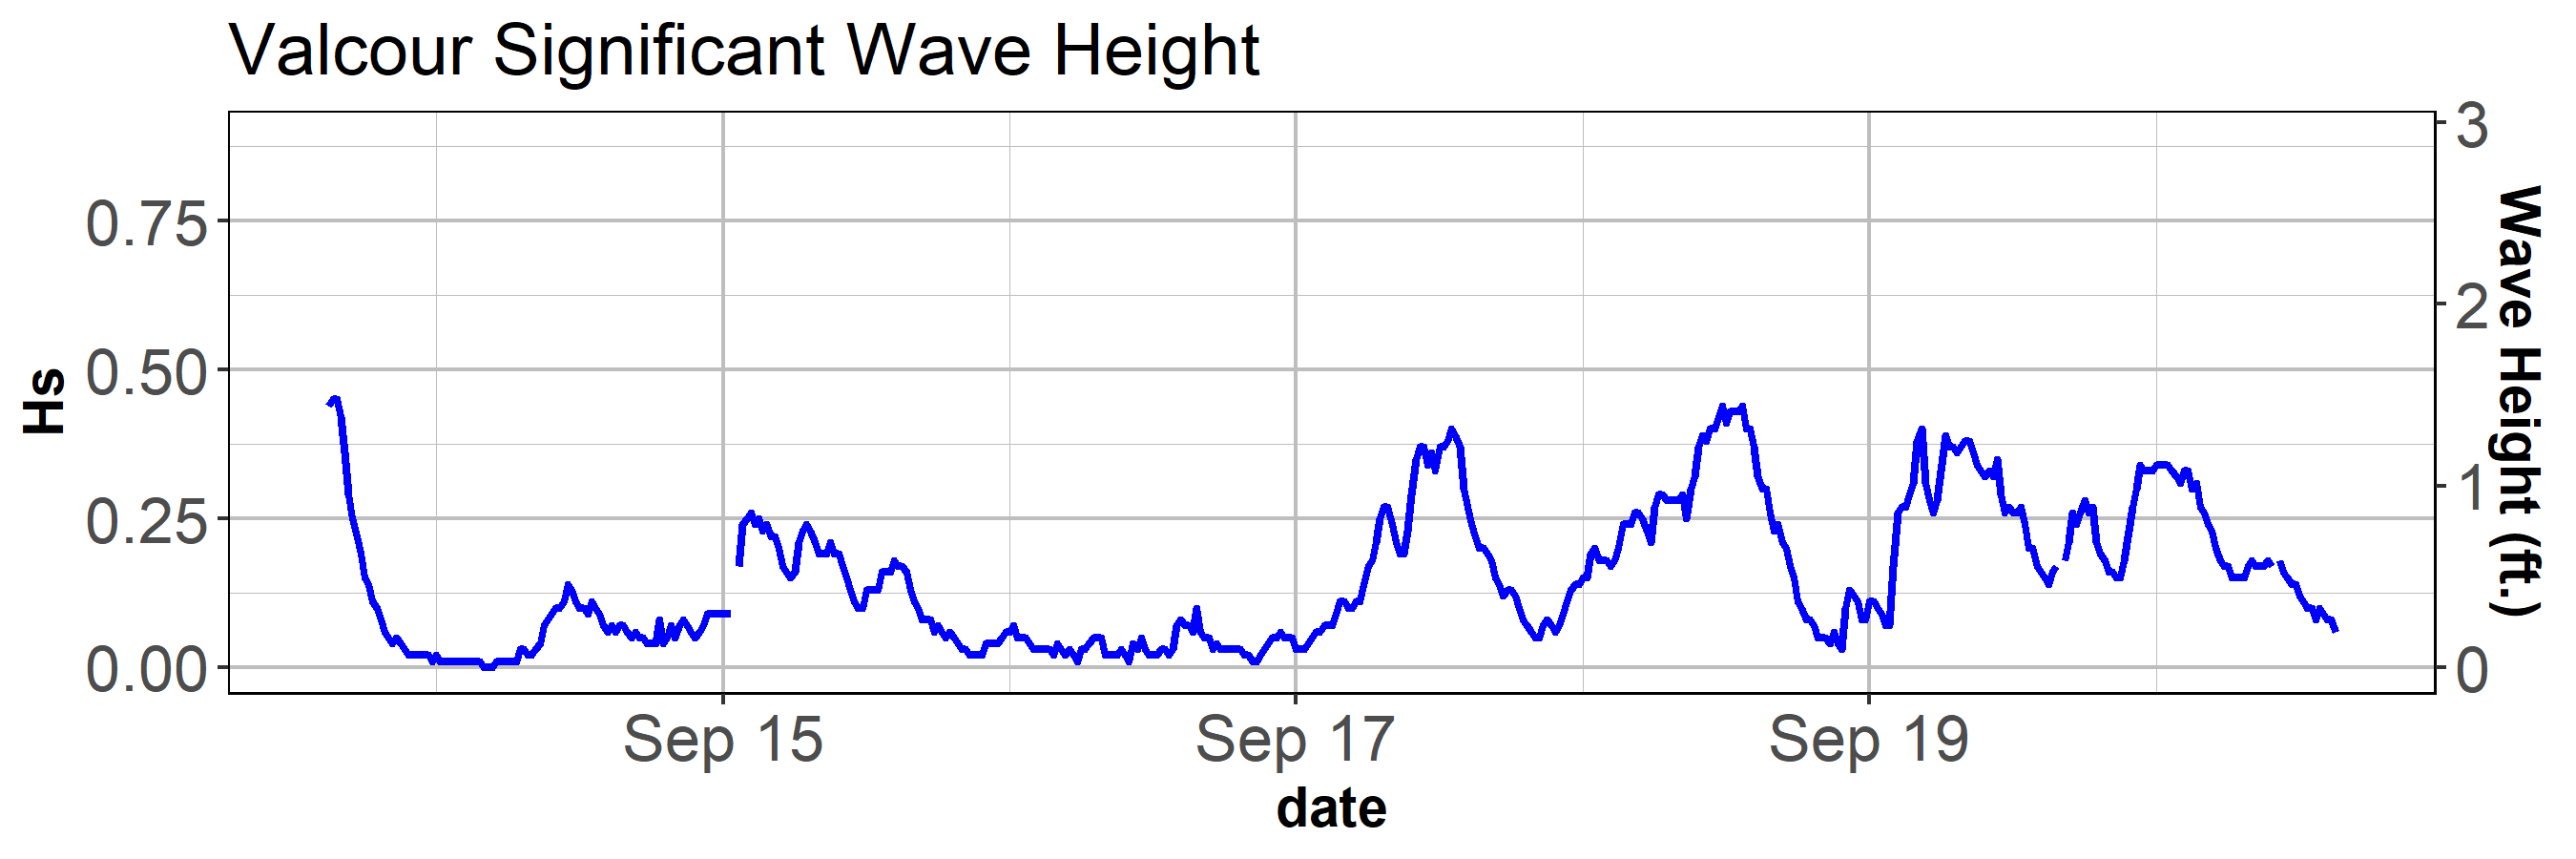 Valcour Significant Wave Height
Hs
0.75
0.50
0.25
0.00
3
2
1
0
Wave Height (ft.)
Sep 15
Sep 17
Sep 19
date